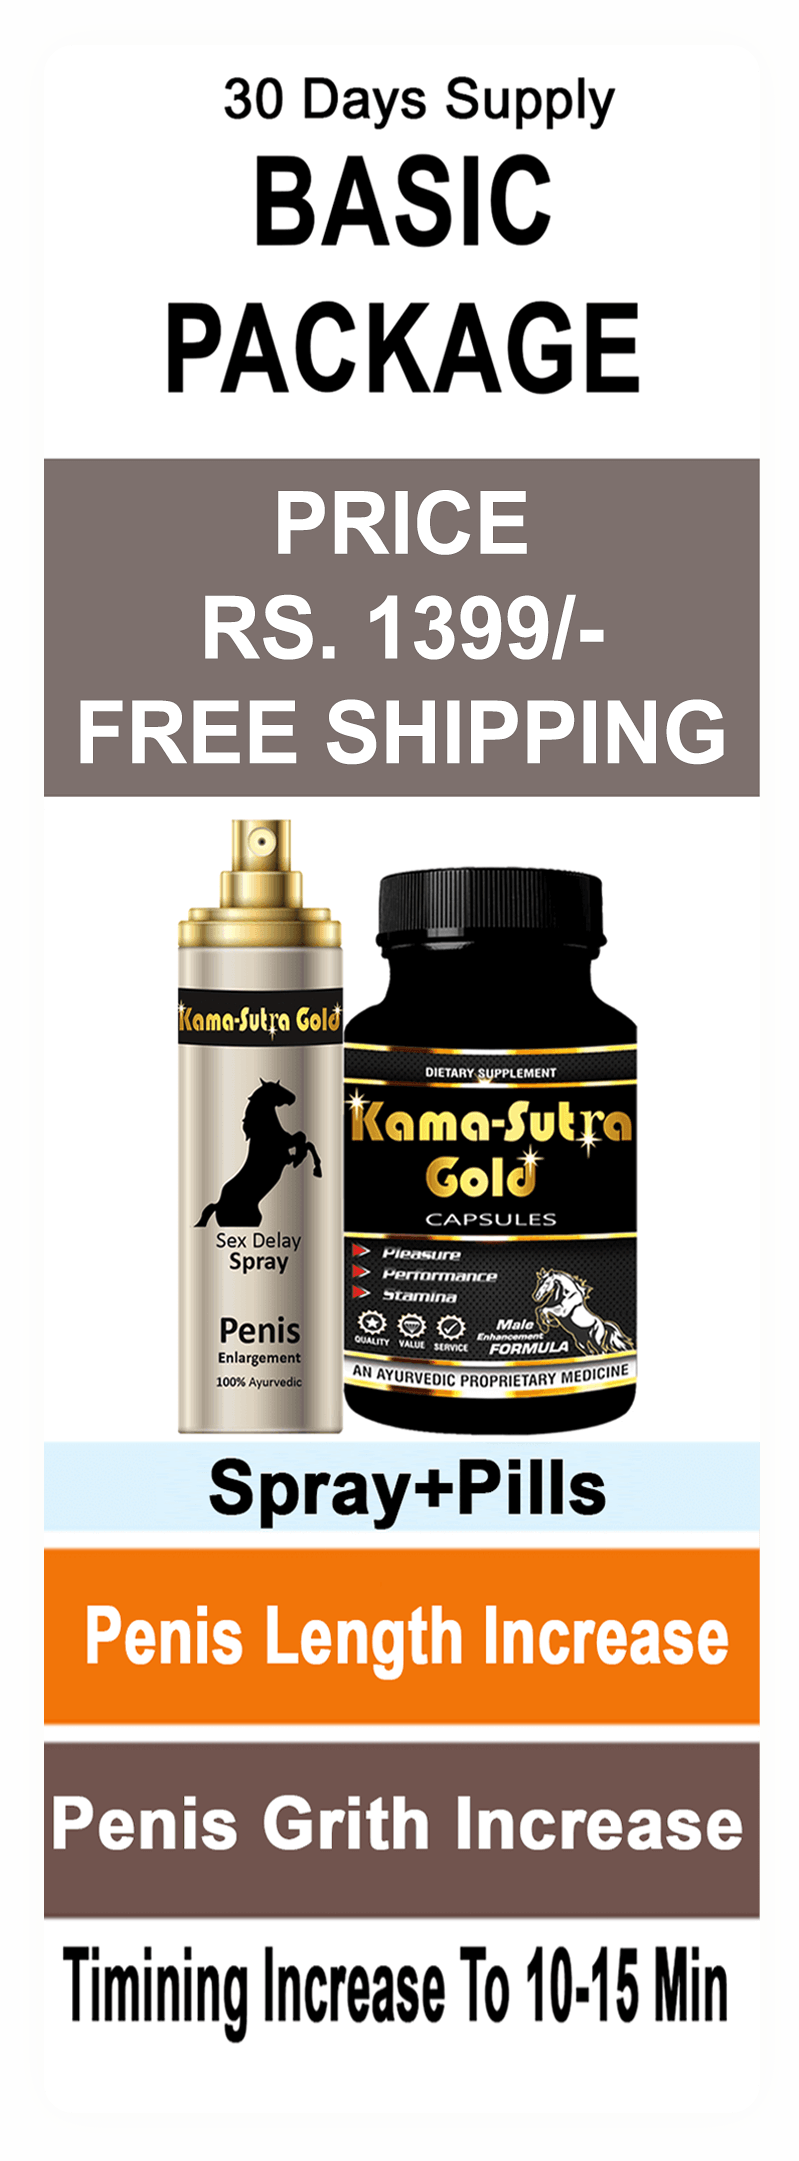 30 Days Supply
BASIC
PACKAGE
PRICE
RS. 1399/-
FREE SHIPPING
Kama-Sutra Gold
Sex Delay
Spray
Penis
Enlargement
100% Ayurvedic
DIETARY SUPPLEMENT
Kama-Sutra
Gold
CAPSULES
Pleasure
Performance
Stamina
QUALITY VALUE SERVICE
Male
Enhancement
FORMULA
AN AYURVEDIC PROPRIETARY MEDICINE
Spray+Pills
Penis Length Increase
Penis Grith Increase
Timining Increase To 10-15 Min